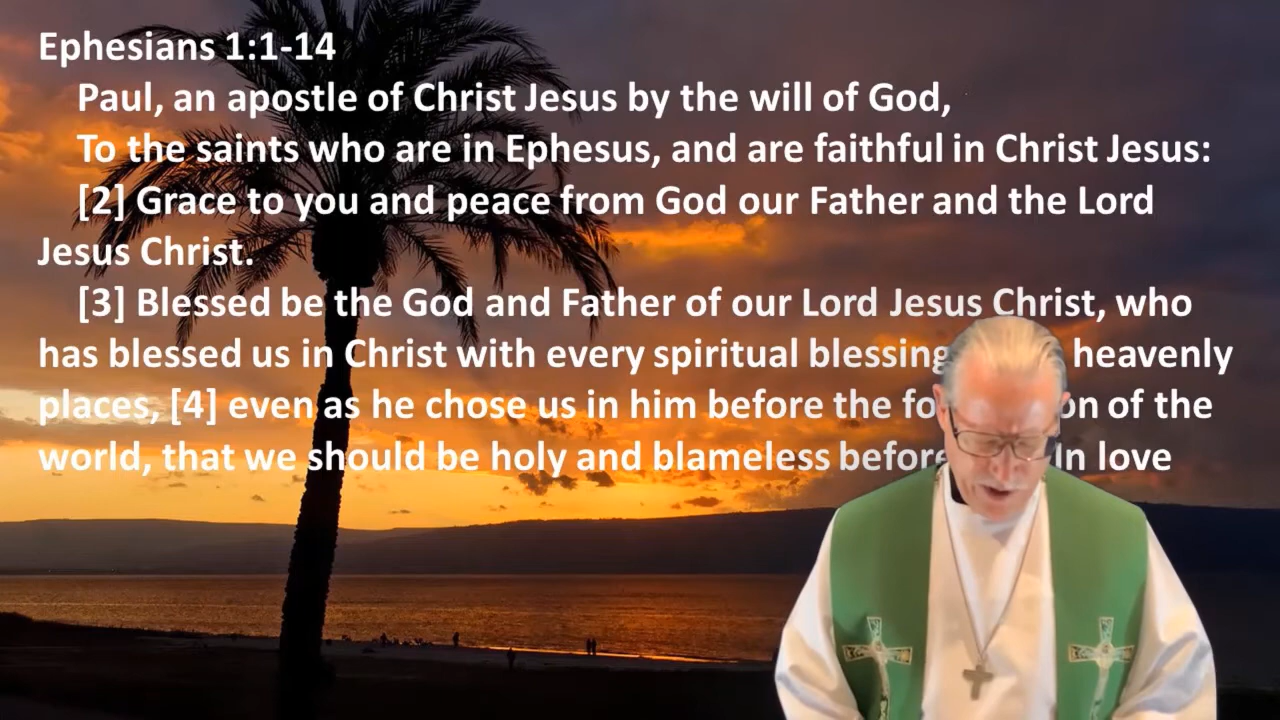 Ephesians 1:1-14
Paul, an apostle of Christ Jesus by the will of God,
To the saints who are in Ephesus, and are faithful in Christ Jesus:
[2] Grace to you and peace from God our Father and the Lord
Jesus Christ.
[3] Blessed be the God and Father of our Lord Jesus Christ, who
has blessed us in Christ with every spiritual blessing heavenly
places, [4] even as he chose us in him before the of the
world, that we should be holy and blameless before In love